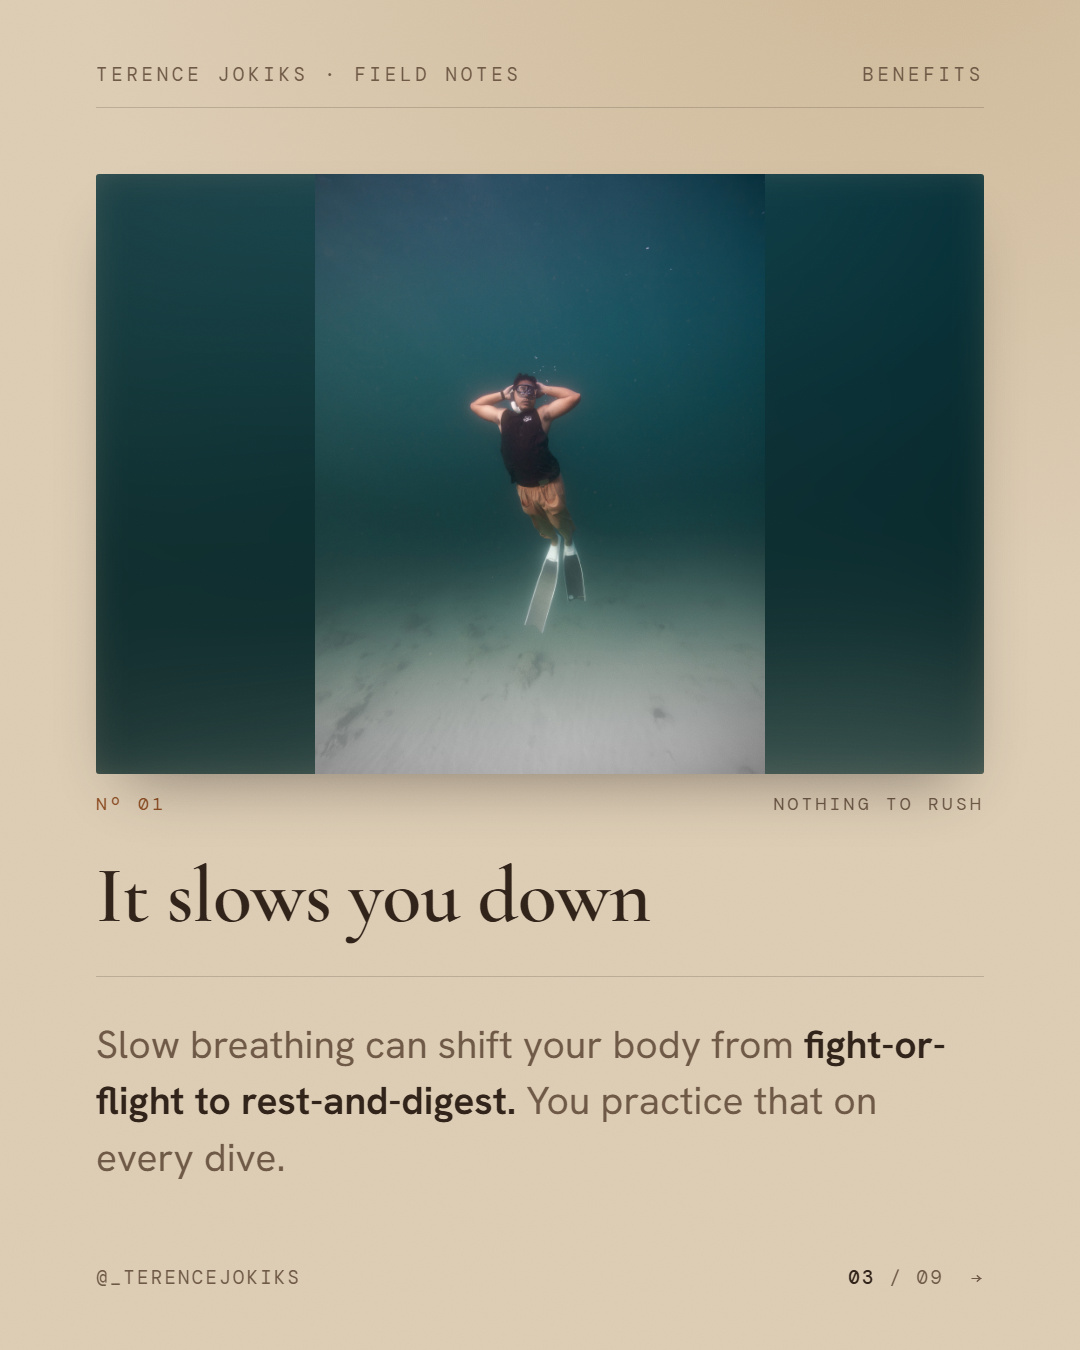 TERENCE JOKIKS · FIELD NOTES
BENEFITS
Nº 01
NOTHING TO RUSH
It slows you down
Slow breathing can shift your body from fight-or-
flight to rest-and-digest. You practice that on
every dive.
@_TERENCEJOKIKS
03 / 09 →